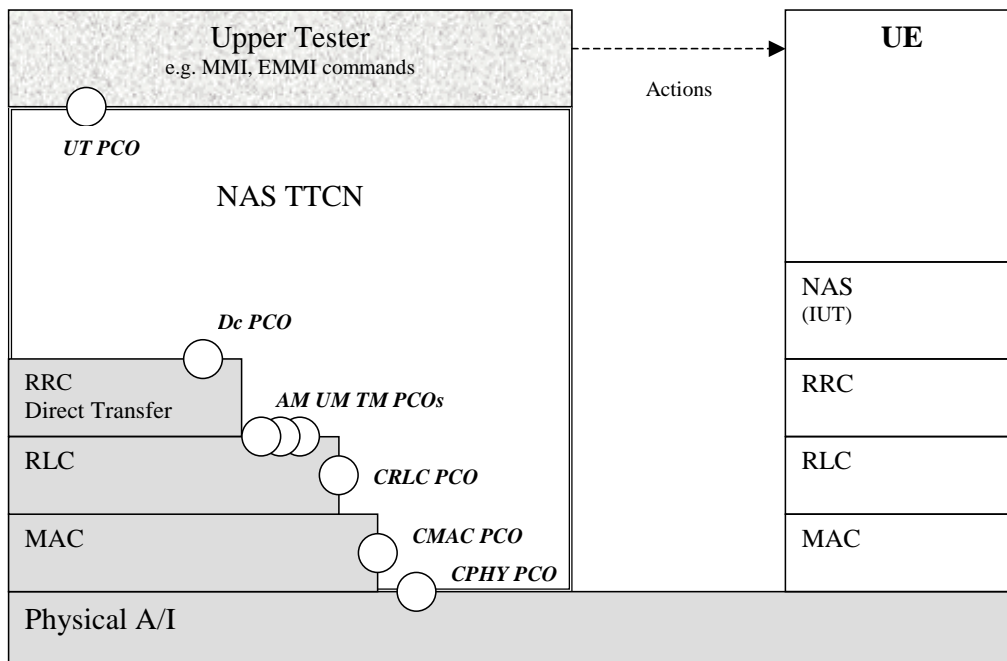 Upper Tester
e.g. MMI, EMMI commands
UE
Actions
UT PCO
NAS TTCN
NAS
(IUT)
Dc PCO
RRC
Direct Transfer
AM UM TM PCOs
RRC
RLC
CRLC PCO
RLC
MAC
CMAC PCO
MAC
CPHY PCO
Physical A/I